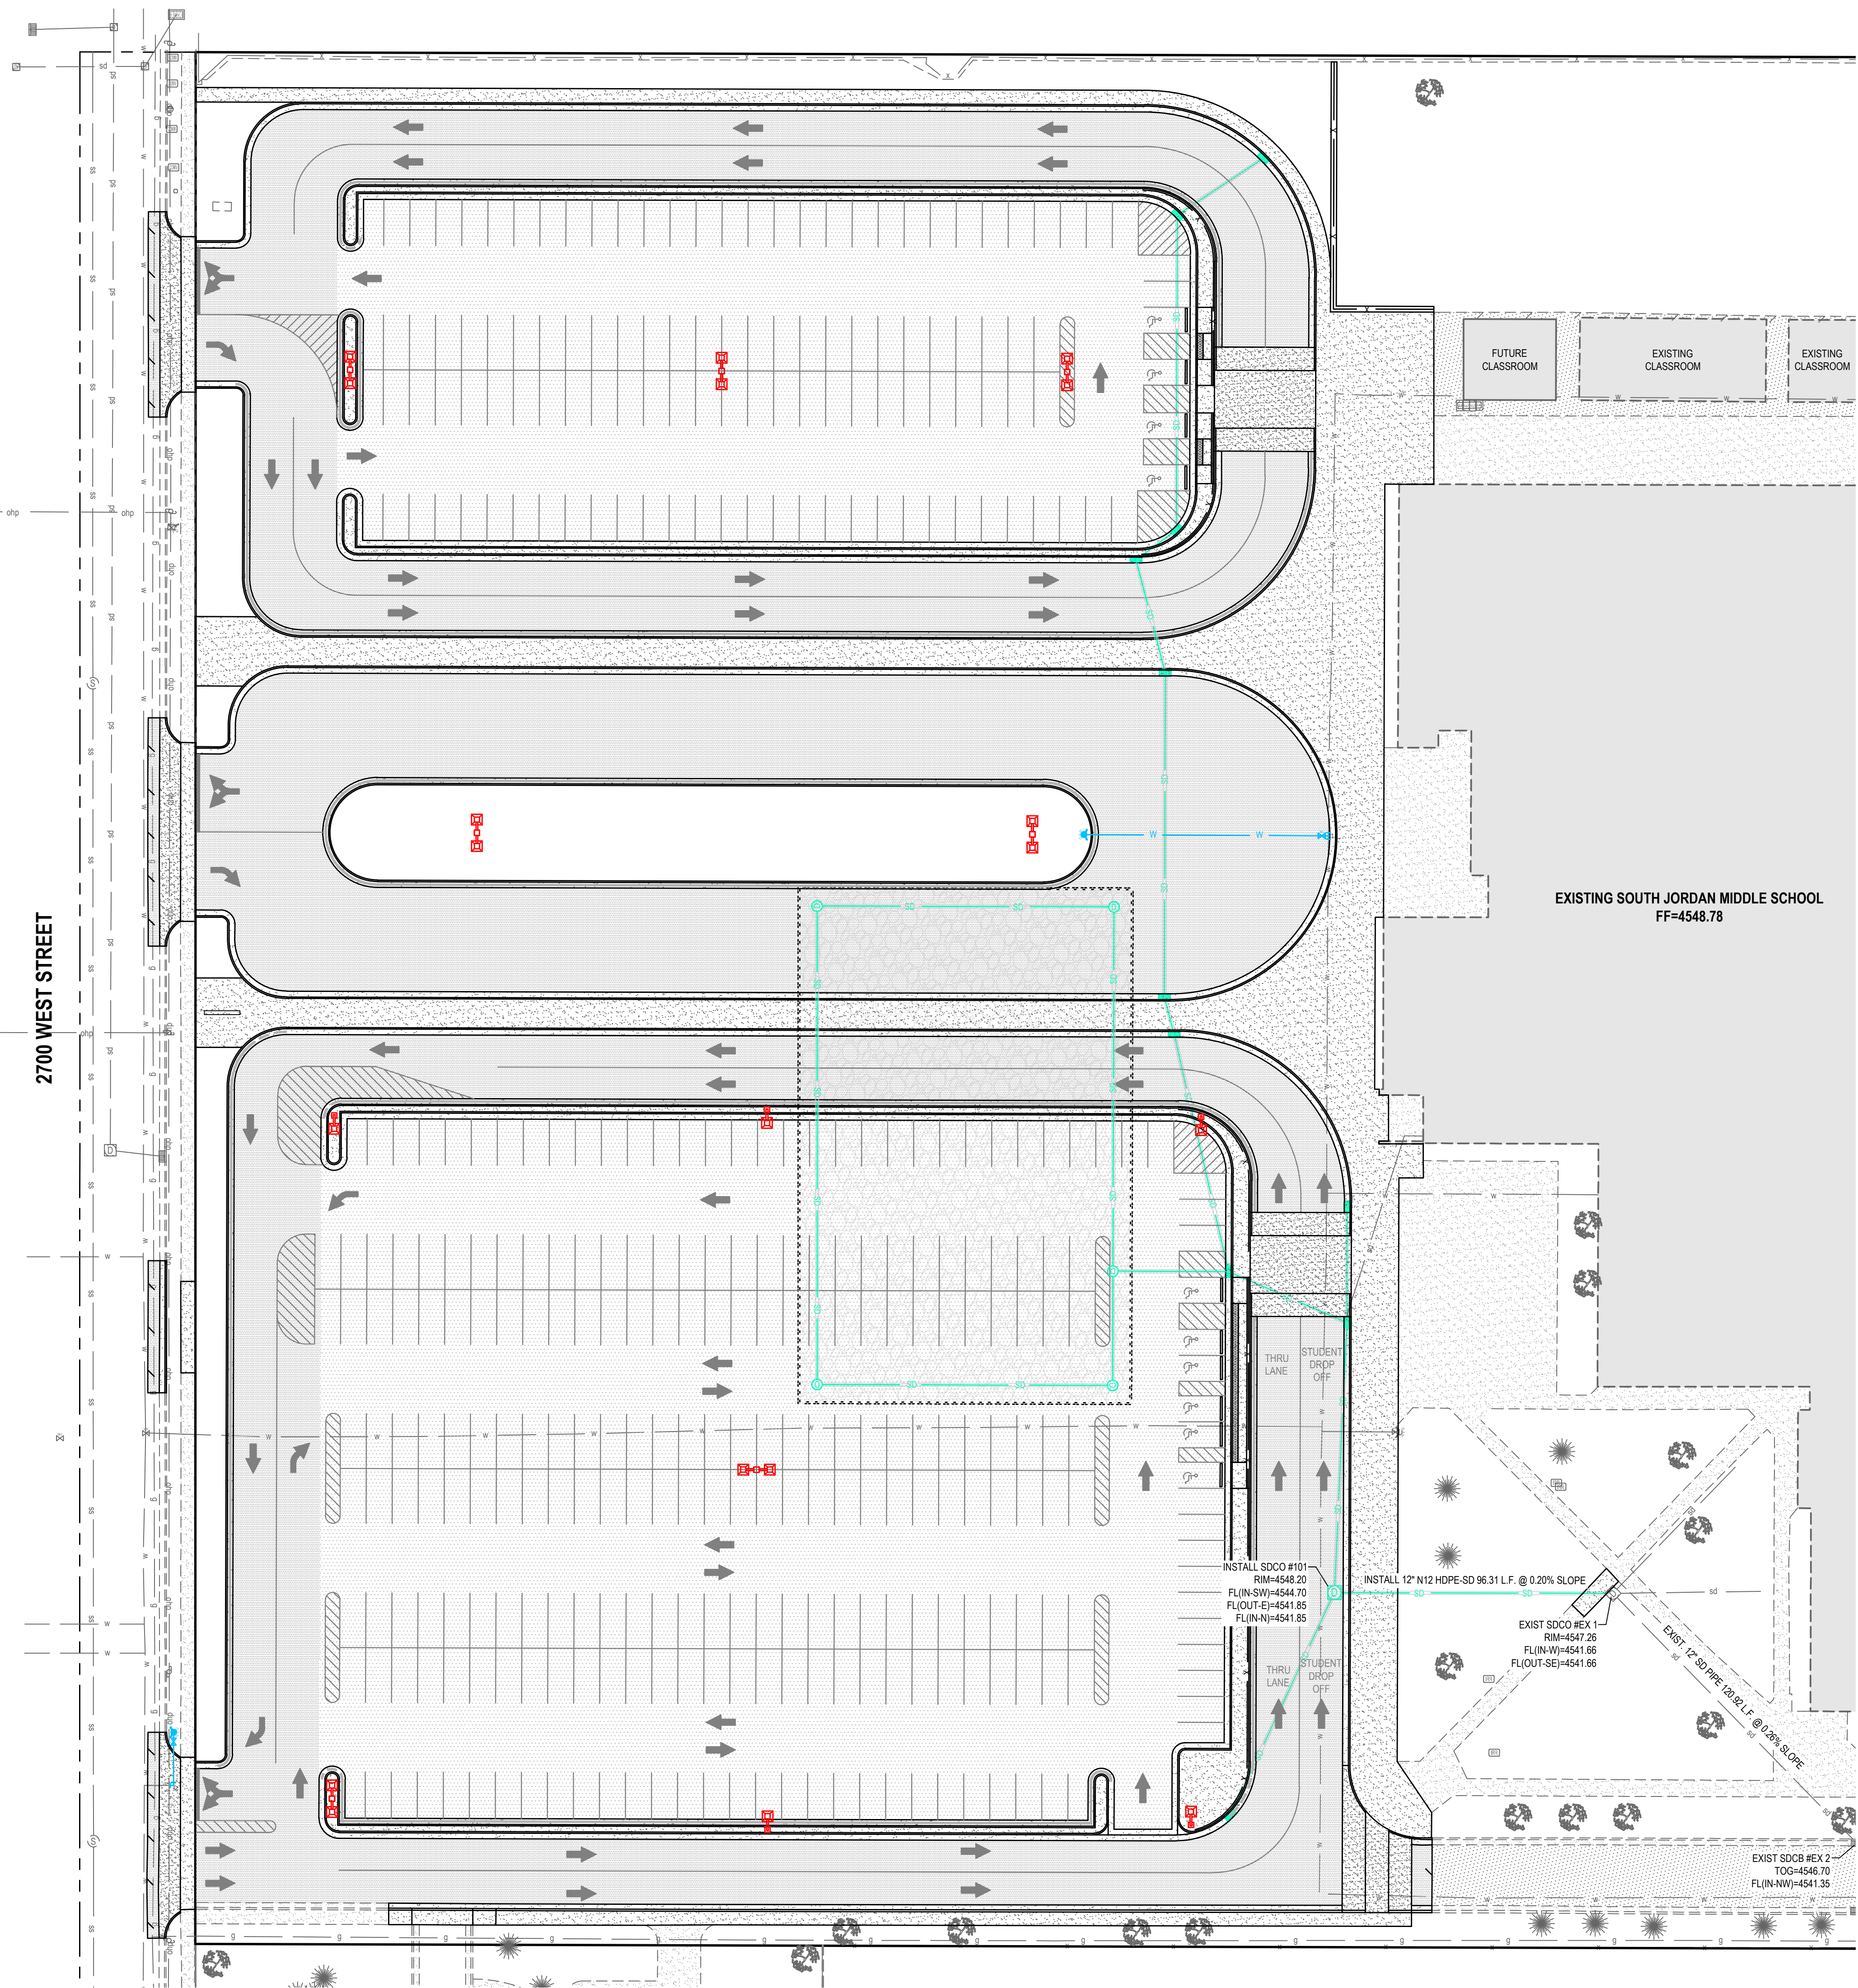 FUTURE
CLASSROOM
EXISTING
CLASSROOM
EXISTING
CLASSROOM
2700 WEST STREET
EXISTING SOUTH JORDAN MIDDLE SCHOOL
FF=4548.78
THRU
LANE
STUDENT
DROP
OFF
INSTALL SDCO #101
RIM=4548.20
FL(IN-SW)=4544.70
FL(OUT-E)=4541.85
FL(IN-N)=4541.85
INSTALL 12" N12 HDPE-SD 96.31 L.F. @ 0.20% SLOPE
EXIST SDCO #EX 1
RIM=4547.26
FL(IN-W)=4541.66
FL(OUT-SE)=4541.66
EXIST. 12" SD PIPE 120.92 L.F. @ 0.26% SLOPE
THRU
LANE
STUDENT
DROP
OFF
EXIST SDCB #EX 2
TOG=4546.70
FL(IN-NW)=4541.35